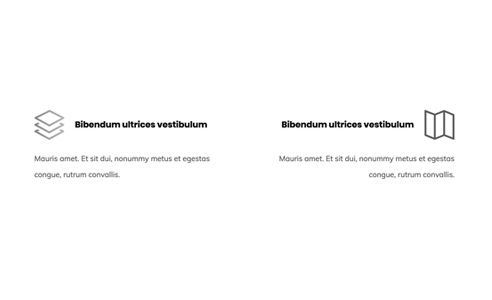 Bibendum ultrices vestibulum
Mauris amet. Et sit dui, nonummy metus et egestas
congue, rutrum convallis.
Bibendum ultrices vestibulum
Mauris amet. Et sit dui, nonummy metus et egestas
congue, rutrum convallis.